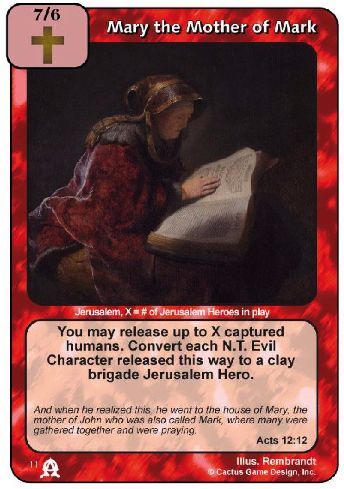 7/6
Mary the Mother of Mark
Jerusalem, X = # of Jerusalem Heroes in play
You may release up to X captured
humans. Convert each N.T. Evil
Character released this way to a clay
brigade Jerusalem Hero.
And when he realized this, he went to the house of Mary, the
mother of John who was also called Mark, where many were
gathered together and were praying.
Acts 12:12
11
Illus. Rembrandt
© Cactus Game Design, Inc.